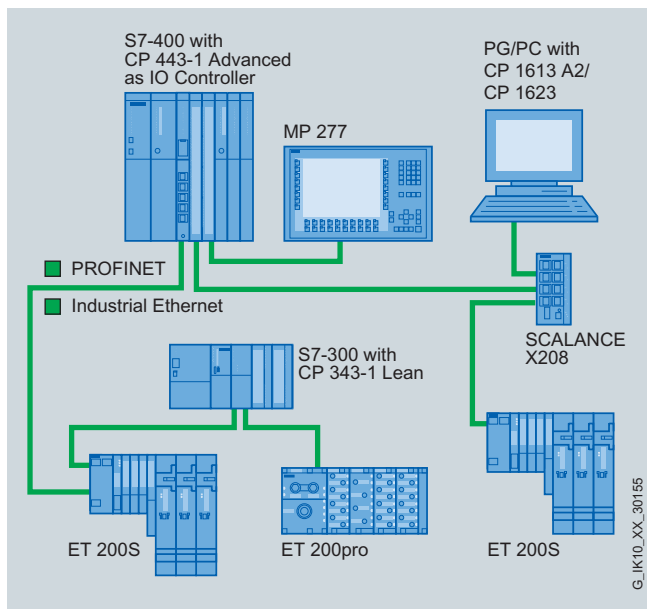 S7-400 with
CP 443-1 Advanced
as IO Controller
PG/PC with
CP 1613 A2/
CP 1623
MP 277
PROFINET
Industrial Ethernet
SCALANCE
X208
S7-300 with
CP 343-1 Lean
ET 200S
ET 200pro
ET 200S
G_IK10_XX_30155